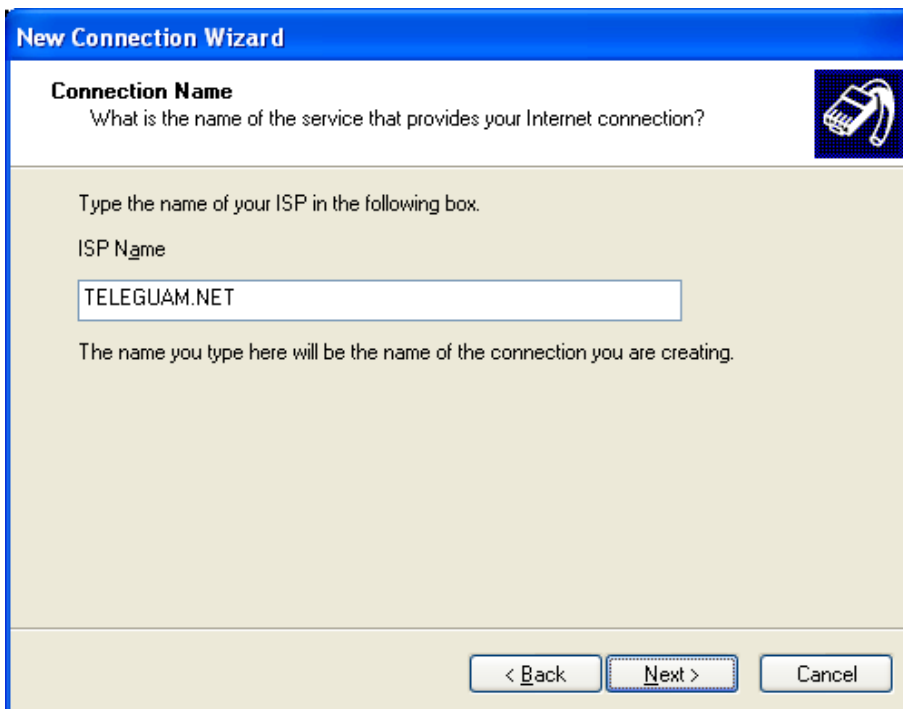 New Connection Wizard
Connection Name
What is the name of the service that provides your Internet connection?
Type the name of your ISP in the following box.
ISP Name
TELEGUAM.NET
The name you type here will be the name of the connection you are creating.
< Back Next > Cancel